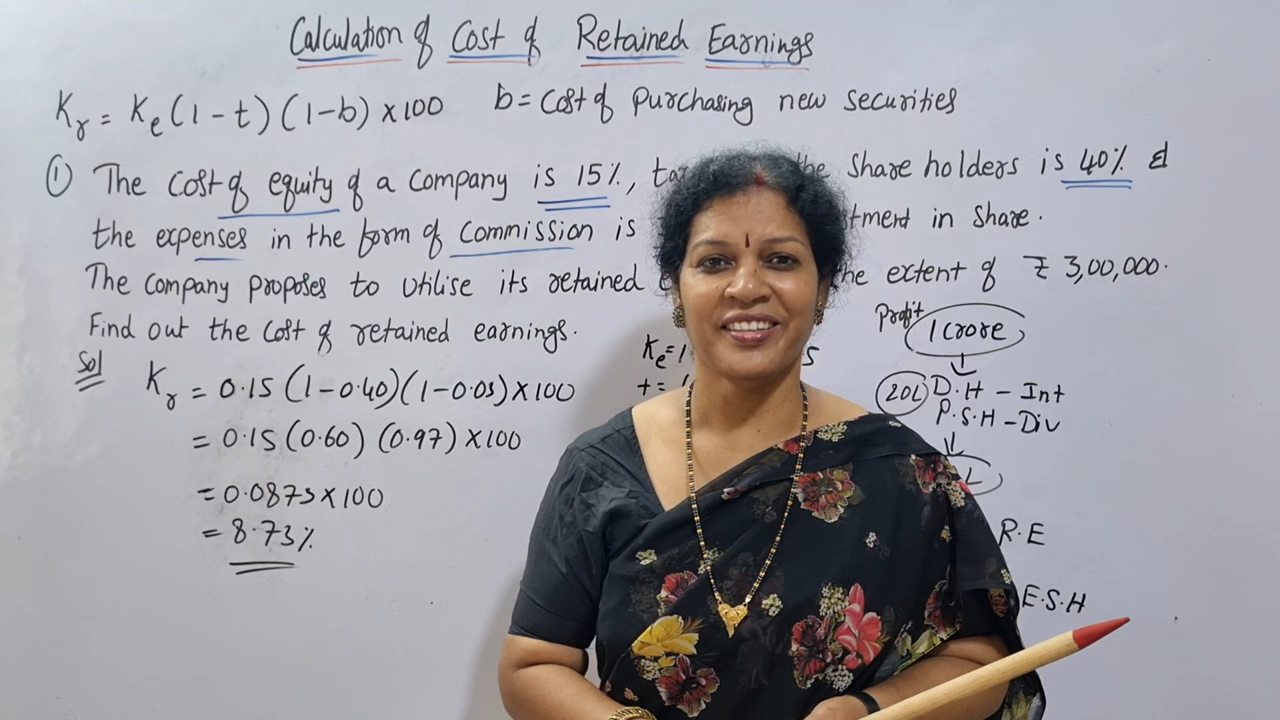 Calculation of Cost of Retained Earnings
Kr = Ke (1-t) (1-b) ×100 b = Cost of purchasing new securities
① The Cost of equity of a Company is 15%, the Share holders is 40% &
the expenses in the form of Commission is in Share.
The Company proposes to utilise its retained extent of ₹ 3,00,000.
Find out the Cost of retained earnings.
Sol
Kr = 0.15 (1-0.40)(1-0.03)×100
= 0.15 (0.60) (0.97) ×100
= 0.0873×100
= 8.73%
Ke=1
t=
Profit 1 Crore
20L D.H - Int
P.S.H - Div
L
R.E
E.S.H